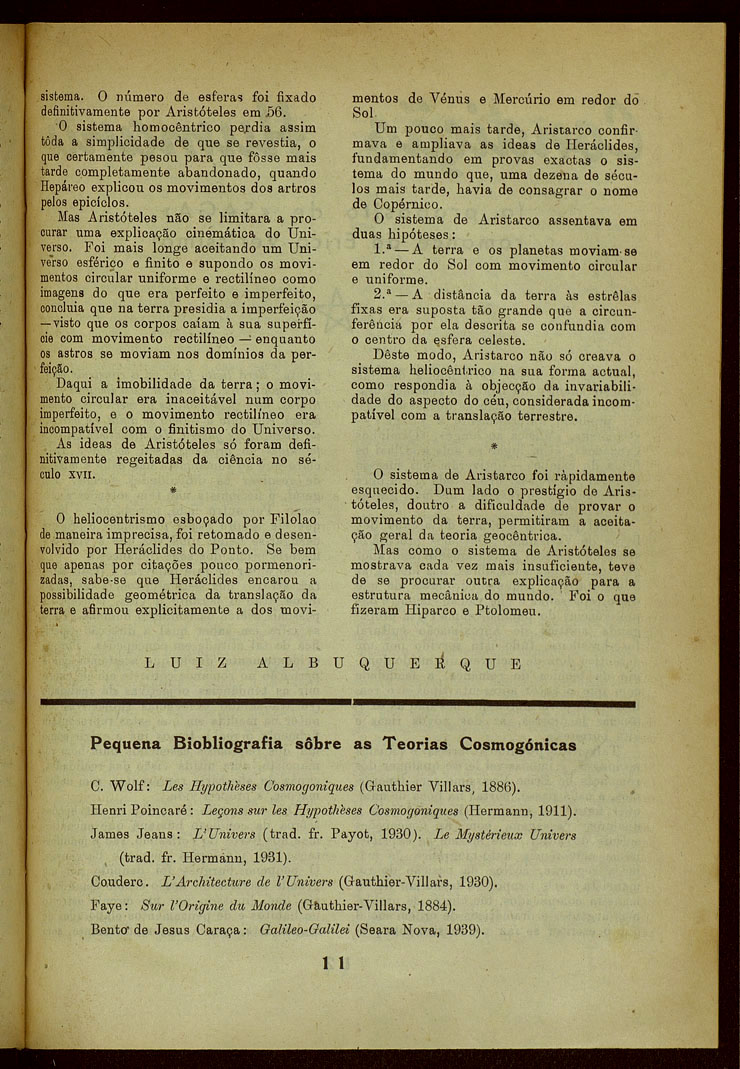 sistema. O número de esferas foi fixado
definitivamente por Aristóteles em 56.
O sistema homocêntrico perdia assim
tôda a simplicidade de que se revestia, o
que certamente pesou para que fôsse mais
tarde completamente abandonado, quando
Hepáreo explicou os movimentos dos artros
pelos epicíclos.
Mas Aristóteles não se limitara a pro-
curar uma explicação cinemática do Uni-
verso. Foi mais longe aceitando um Uni-
verso esférico e finito e supondo os movi-
mentos circular uniforme e rectilíneo como
imagens do que era perfeito e imperfeito,
concluia que na terra presidia a imperfeição
—visto que os corpos caíam à sua superfí-
cie com movimento rectilíneo — enquanto
os astros se moviam nos domínios da per-
feição.
Daqui a imobilidade da terra; o movi-
mento circular era inaceitável num corpo
imperfeito, e o movimento rectilíneo era
incompatível com o finitismo do Universo.
As ideas de Aristóteles só foram defi-
nitivamente regeitadas da ciência no sé-
culo XVII.
*
O heliocentrismo esboçado por Filolao
de maneira imprecisa, foi retomado e desen-
volvido por Heráclides do Ponto. Se bem
que apenas por citações pouco pormenori-
zadas, sabe-se que Heráclides encarou a
possibilidade geométrica da translação da
terra e afirmou explicitamente a dos movi-
mentos de Vénus e Mercúrio em redor do
Sol
Um pouco mais tarde, Aristarco confir-
mava e ampliava as ideas de Heráclides,
fundamentando em provas exactas o sis-
tema do mundo que, uma dezena de sécu-
los mais tarde, havia de consagrar o nome
de Copérnico.
O sistema de Aristarco assentava em
duas hipóteses:
1.ª — A terra e os planetas moviam-se
em redor do Sol com movimento circular
e uniforme.
2.ª — A distância da terra às estrêlas
fixas era suposta tão grande que a circun-
ferência por ela descrita se confundia com
o centro da esfera celeste.
Dêste modo, Aristarco não só creava o
sistema heliocêntrico na sua forma actual,
como respondia à objecção da invariabili-
dade do aspecto do céu, considerada incom-
patível com a translação terrestre.
*
O sistema de Aristarco foi ràpidamente
esquecido. Dum lado o prestígio de Aris-
tóteles, doutro a dificuldade de provar o
movimento da terra, permitiram a aceita-
ção geral da teoria geocêntrica.
Mas como o sistema de Aristóteles se
mostrava cada vez mais insuficiente, teve
de se procurar outra explicação para a
estrutura mecânica do mundo. Foi o que
fizeram Hiparco e Ptolomeu.
LUIZ ALBUQUERQUE
Pequena Biobliografia sôbre as Teorias Cosmogónicas
C. Wolf: Les Hypothèses Cosmogoniques (Gauthier Villars, 1886).
Henri Poincaré: Leçons sur les Hypothèses Cosmogoniques (Hermann, 1911).
James Jeans: L'Univers (trad. fr. Payot, 1930). Le Mystérieux Univers
(trad. fr. Hermann, 1931).
Couderc. L'Architecture de l'Univers (Gauthier-Villars, 1930).
Faye: Sur l'Origine du Monde (Gauthier-Villars, 1884).
Bento de Jesus Caraça: Galileo-Galilei (Seara Nova, 1939).
11